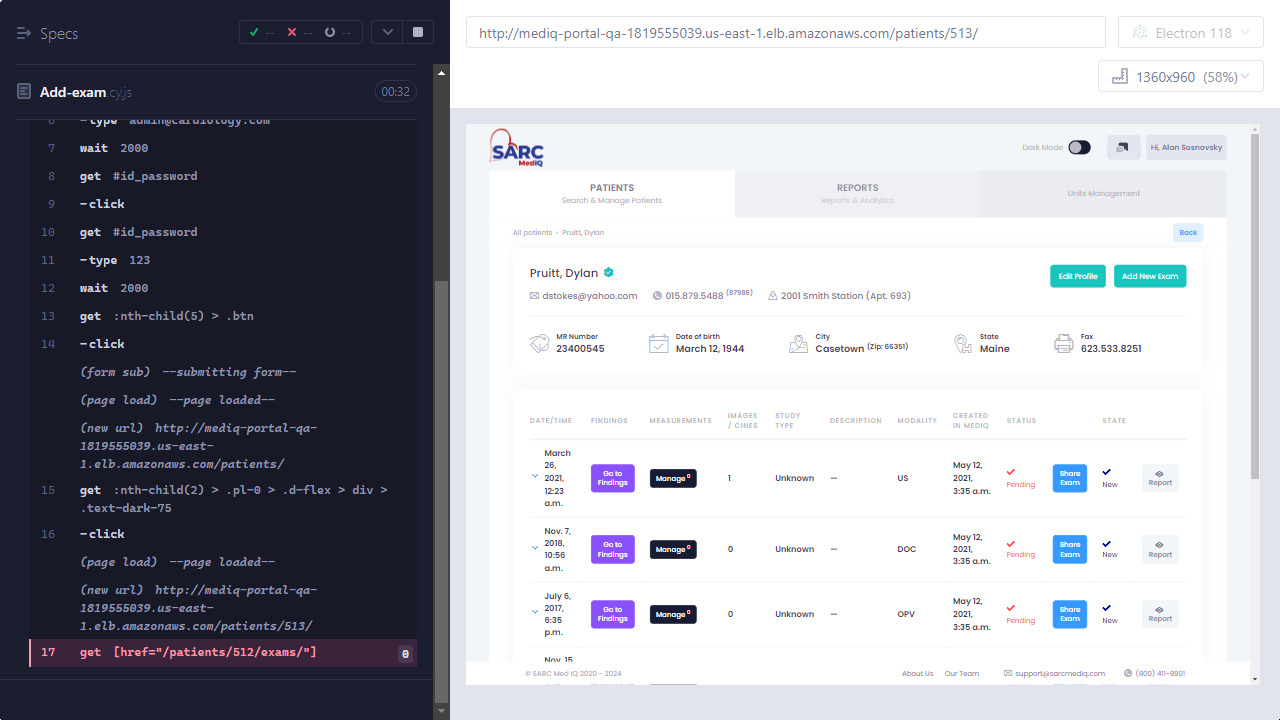 Specs
-- -- --
Add-exam.cy.js
00:32
6 -type admin@cardiology.com
7 wait 2000
8 get #id_password
9 -click
10 get #id_password
11 -type 123
12 wait 2000
13 get :nth-child(5) > .btn
14 -click
(form sub) --submitting form--
(page load) --page loaded--
(new url) http://mediq-portal-qa-
1819555039.us-east-
1.elb.amazonaws.com/patients/
15 get :nth-child(2) > .pl-0 > .d-flex > div >
.text-dark-75
16 -click
(page load) --page loaded--
(new url) http://mediq-portal-qa-
1819555039.us-east-
1.elb.amazonaws.com/patients/513/
17 get [href="/patients/512/exams/"] 0
http://mediq-portal-qa-1819555039.us-east-1.elb.amazonaws.com/patients/513/
Electron 118
1360x960 (58%)
SARC
MedIQ
Dark Mode
Hi, Alan Sosnovsky
PATIENTS
Search & Manage Patients
REPORTS
Reports & Analytics
Units Management
All patients • Pruitt, Dylan
Back
Pruitt, Dylan
Edit Profile
Add New Exam
dstokes@yahoo.com 015.879.5488 (87988) 2001 Smith Station (Apt. 693)
MR Number
23400545
Date of birth
March 12, 1944
City
Casetown (Zip: 66351)
State
Maine
Fax
623.533.8251
DATE/TIME FINDINGS MEASUREMENTS IMAGES / CINES STUDY TYPE DESCRIPTION MODALITY CREATED IN MEDIQ STATUS STATE
March 26, 2021, 12:23 a.m. Go to Findings Manage 0 1 Unknown — US May 12, 2021, 3:35 a.m. Pending Share Exam New Report
Nov. 7, 2018, 10:56 a.m. Go to Findings Manage 0 0 Unknown — DOC May 12, 2021, 3:35 a.m. Pending Share Exam New Report
July 6, 2017, 6:35 p.m. Go to Findings Manage 0 0 Unknown — OPV May 12, 2021, 3:35 a.m. Pending Share Exam New Report
Nov. 15,
© SARC Med IQ 2020 - 2024
About Us Our Team support@sarcmediq.com (800) 411-9901